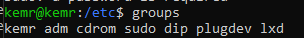 kemr@kemr:/etc$ groups
kemr adm cdrom sudo dip plugdev lxd